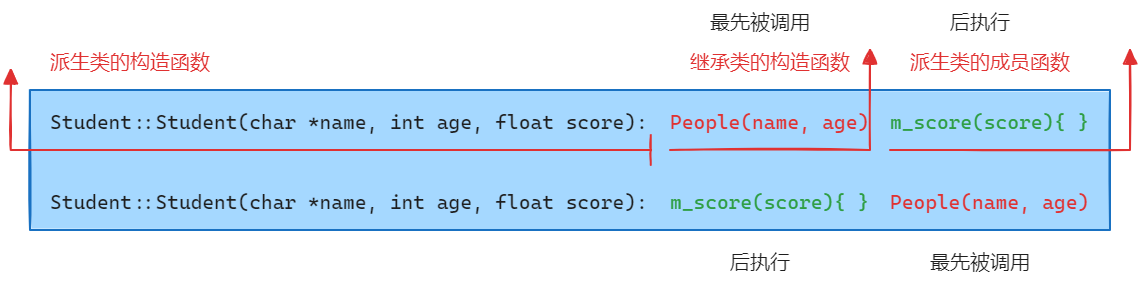 最先被调用 后执行
派生类的构造函数 继承类的构造函数 派生类的成员函数
Student::Student(char *name, int age, float score): People(name, age) m_score(score){ }
Student::Student(char *name, int age, float score): m_score(score){ } People(name, age)
后执行 最先被调用